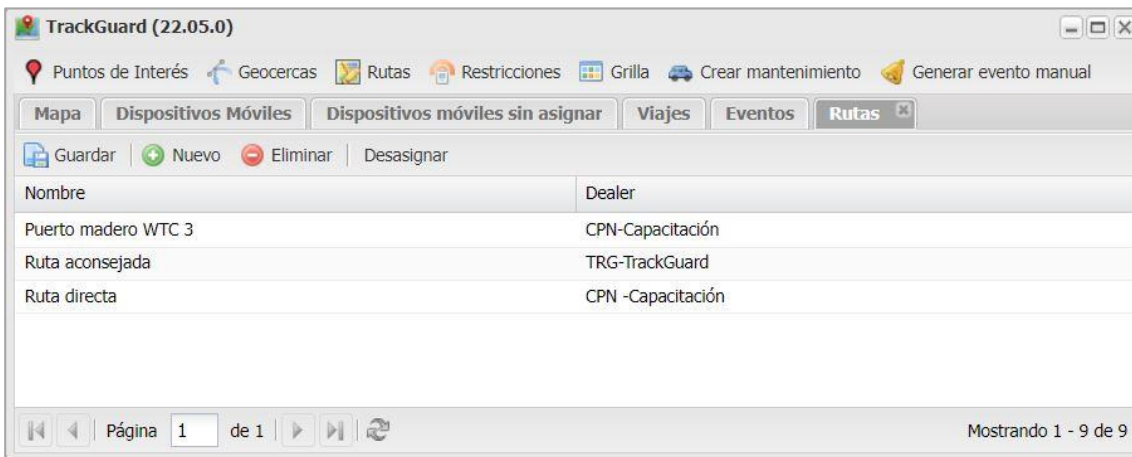 TrackGuard (22.05.0)
Puntos de Interés Geocercas Rutas Restricciones Grilla Crear mantenimiento Generar evento manual
Mapa Dispositivos Móviles Dispositivos móviles sin asignar Viajes Eventos Rutas
Guardar Nuevo Eliminar Desasignar
Nombre Dealer
Puerto madero WTC 3 CPN-Capacitación
Ruta aconsejada TRG-TrackGuard
Ruta directa CPN -Capacitación
Página 1 de 1 Mostrando 1 - 9 de 9